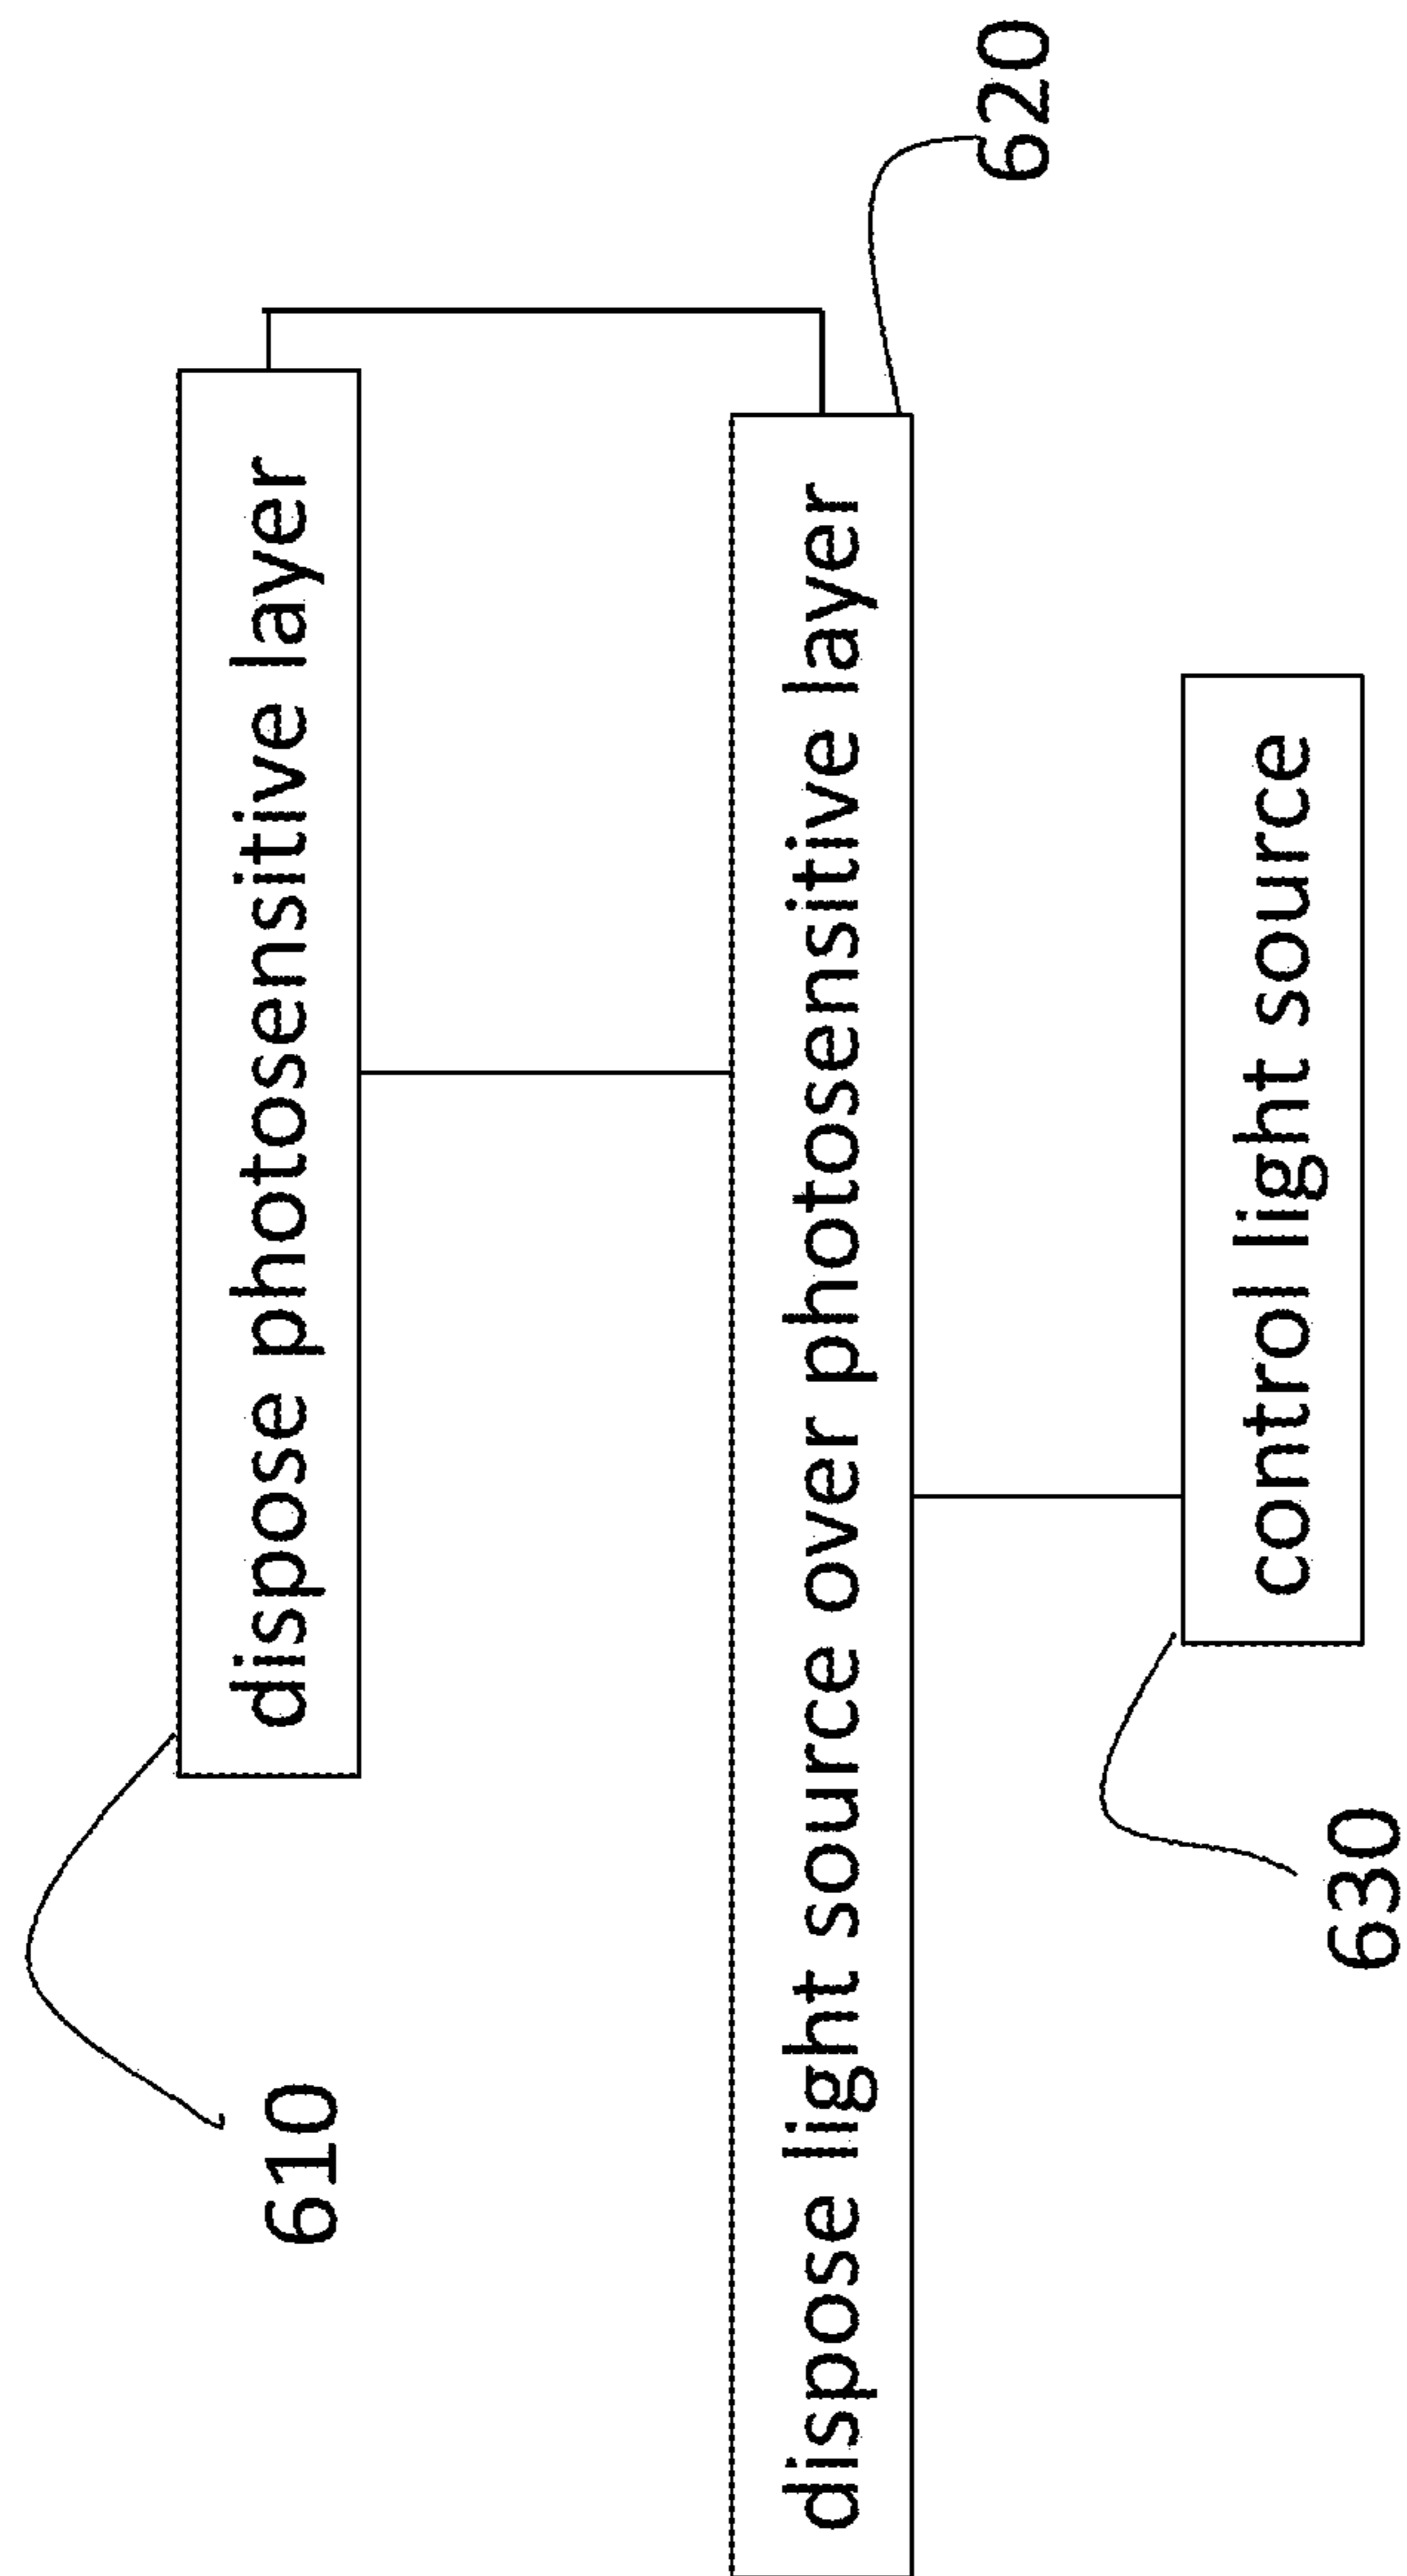 610
dispose photosensitive layer
dispose light source over photosensitive layer
620
630
control light source